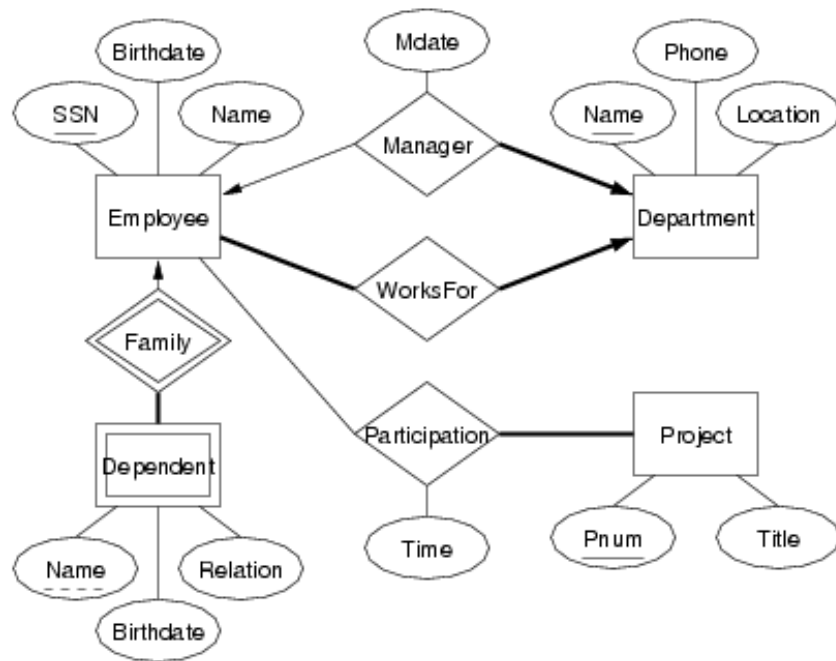 Mdate
Birthdate
Phone
SSN
Name
Name
Location
Manager
Employee
Department
WorksFor
Family
Participation
Project
Dependent
Time
Pnum
Title
Name
Relation
Birthdate